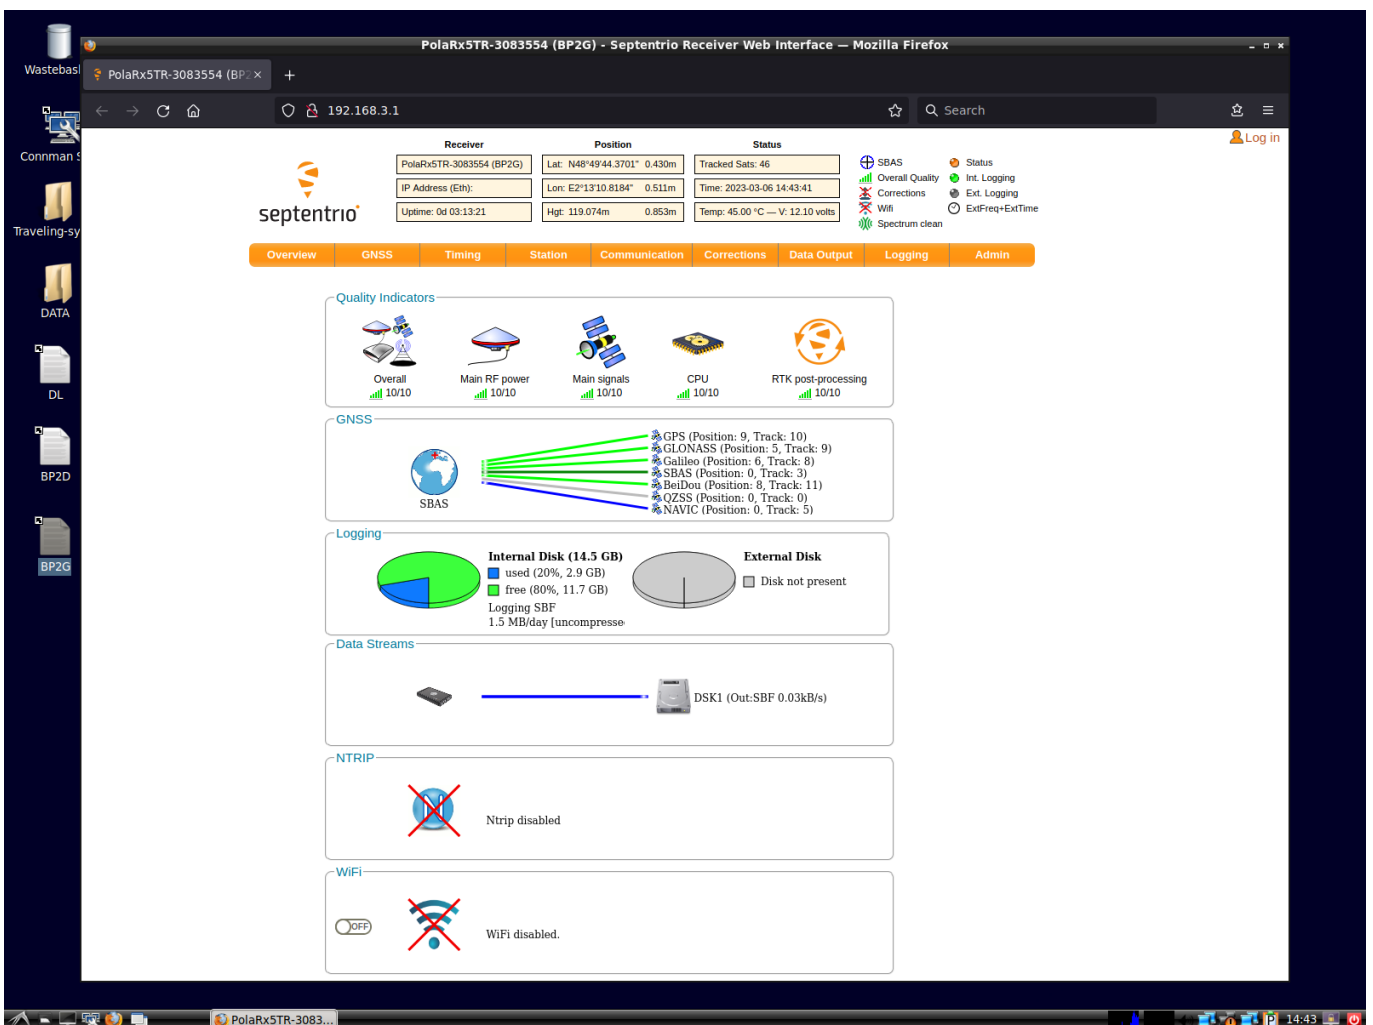 PolaRx5TR-3083554 (BP2G) - Septentrio Receiver Web Interface — Mozilla Firefox
PolaRx5TR-3083554 (BP2
192.168.3.1
Search
Log in
Wastebas
Connman S
Traveling-sy
DATA
DL
BP2D
BP2G
septentrio
Receiver
PolaRx5TR-3083554 (BP2G)
IP Address (Eth):
Uptime: 0d 03:13:21
Position
Lat: N48°49'44.3701" 0.430m
Lon: E2°13'10.8184" 0.511m
Hgt: 119.074m 0.853m
Status
Tracked Sats: 46
Time: 2023-03-06 14:43:41
Temp: 45.00 °C — V: 12.10 volts
SBAS
Overall Quality
Corrections
Wifi
Spectrum clean
Status
Int. Logging
Ext. Logging
ExtFreq+ExtTime
Overview GNSS Timing Station Communication Corrections Data Output Logging Admin
Quality Indicators
Overall
10/10
Main RF power
10/10
Main signals
10/10
CPU
10/10
RTK post-processing
10/10
GNSS
SBAS
GPS (Position: 9, Track: 10)
GLONASS (Position: 5, Track: 9)
Galileo (Position: 6, Track: 8)
SBAS (Position: 0, Track: 3)
BeiDou (Position: 8, Track: 11)
QZSS (Position: 0, Track: 0)
NAVIC (Position: 0, Track: 5)
Logging
Internal Disk (14.5 GB)
used (20%, 2.9 GB)
free (80%, 11.7 GB)
Logging SBF
1.5 MB/day [uncompresse
External Disk
Disk not present
Data Streams
DSK1 (Out:SBF 0.03kB/s)
NTRIP
N
Ntrip disabled
WiFi
OFF
WiFi disabled.
PolaRx5TR-3083...
P
14:43